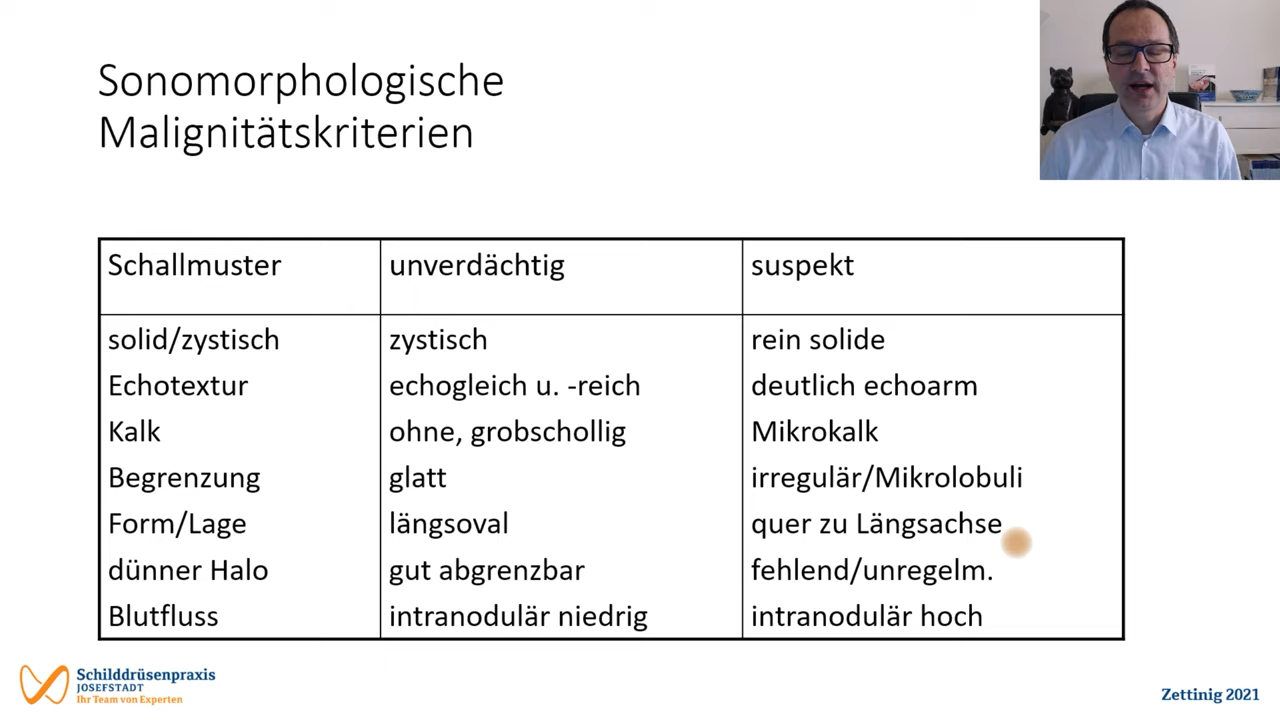 Sonomorphologische
Malignitätskriterien
Schallmuster unverdächtig suspekt
solid/zystisch zystisch rein solide
Echotextur echogleich u. -reich deutlich echoarm
Kalk ohne, grobschollig Mikrokalk
Begrenzung glatt irregulär/Mikrolobuli
Form/Lage längsoval quer zu Längsachse
dünner Halo gut abgrenzbar fehlend/unregelm.
Blutfluss intranodulär niedrig intranodulär hoch
Schilddrüsenpraxis
JOSEFSTADT
Ihr Team von Experten
Zettinig 2021